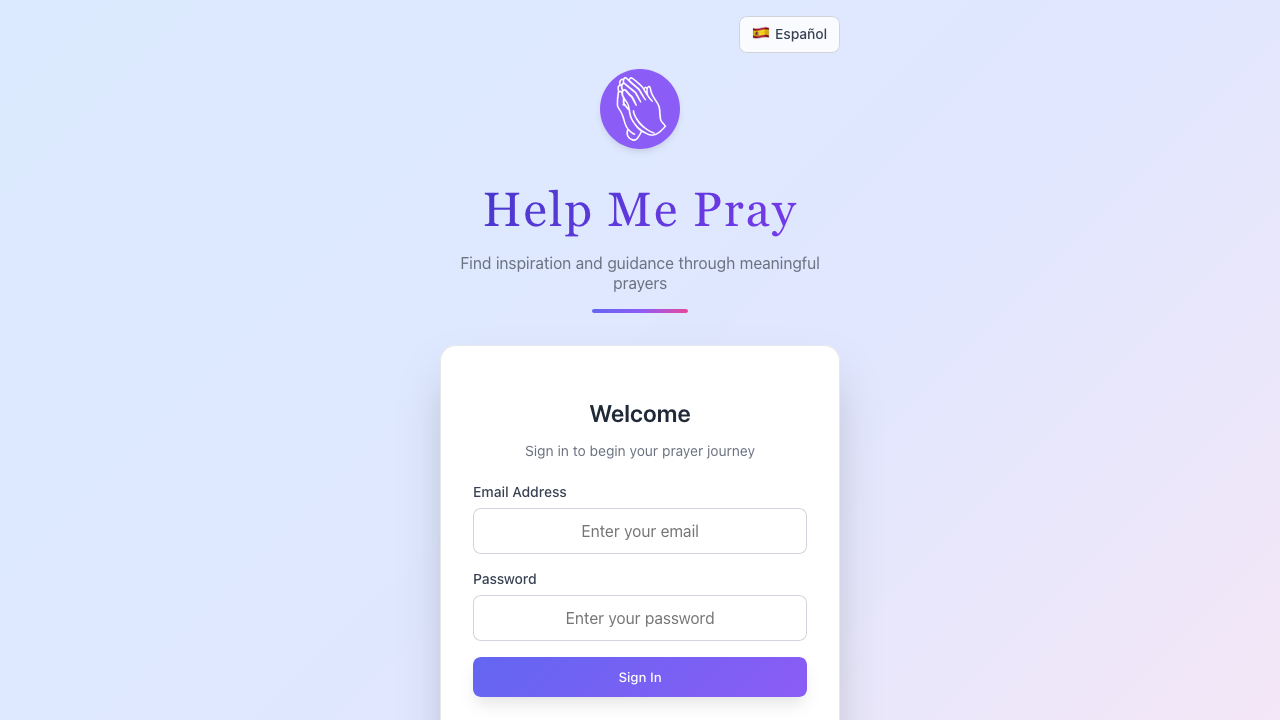 Español
Help Me Pray
Find inspiration and guidance through meaningful
prayers
Welcome
Sign in to begin your prayer journey
Email Address
Enter your email
Password
Enter your password
Sign In